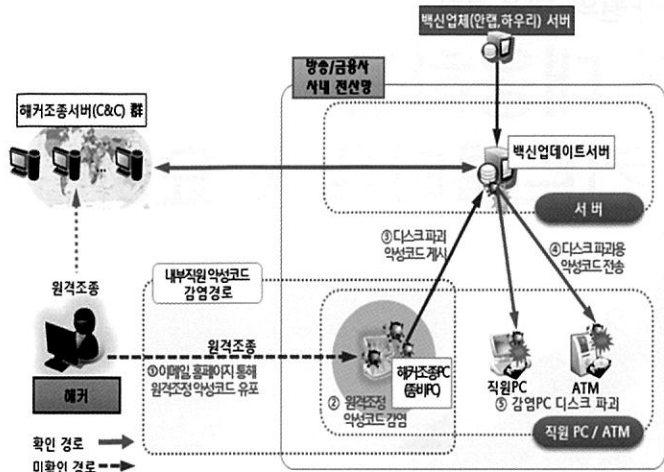 백신업체(안랩,하우리) 서버
방송/금융사
사내 전산망
해커조종서버(C&C) 群
...
백신업데이트서버
서 버
③ 디스크 파괴
악성코드 게시
④ 디스크 파괴용
악성코드 전송
내부직원 악성코드
감염경로
원격조종
원격조종
해커
①이메일, 홈페이지 통해
원격조정 악성코드 유포
해커조종PC
(좀비PC)
② 원격조정
악성코드 감염
직원PC
ATM
⑤ 감염PC 디스크 파괴
직원 PC / ATM
확인 경로
미확인 경로